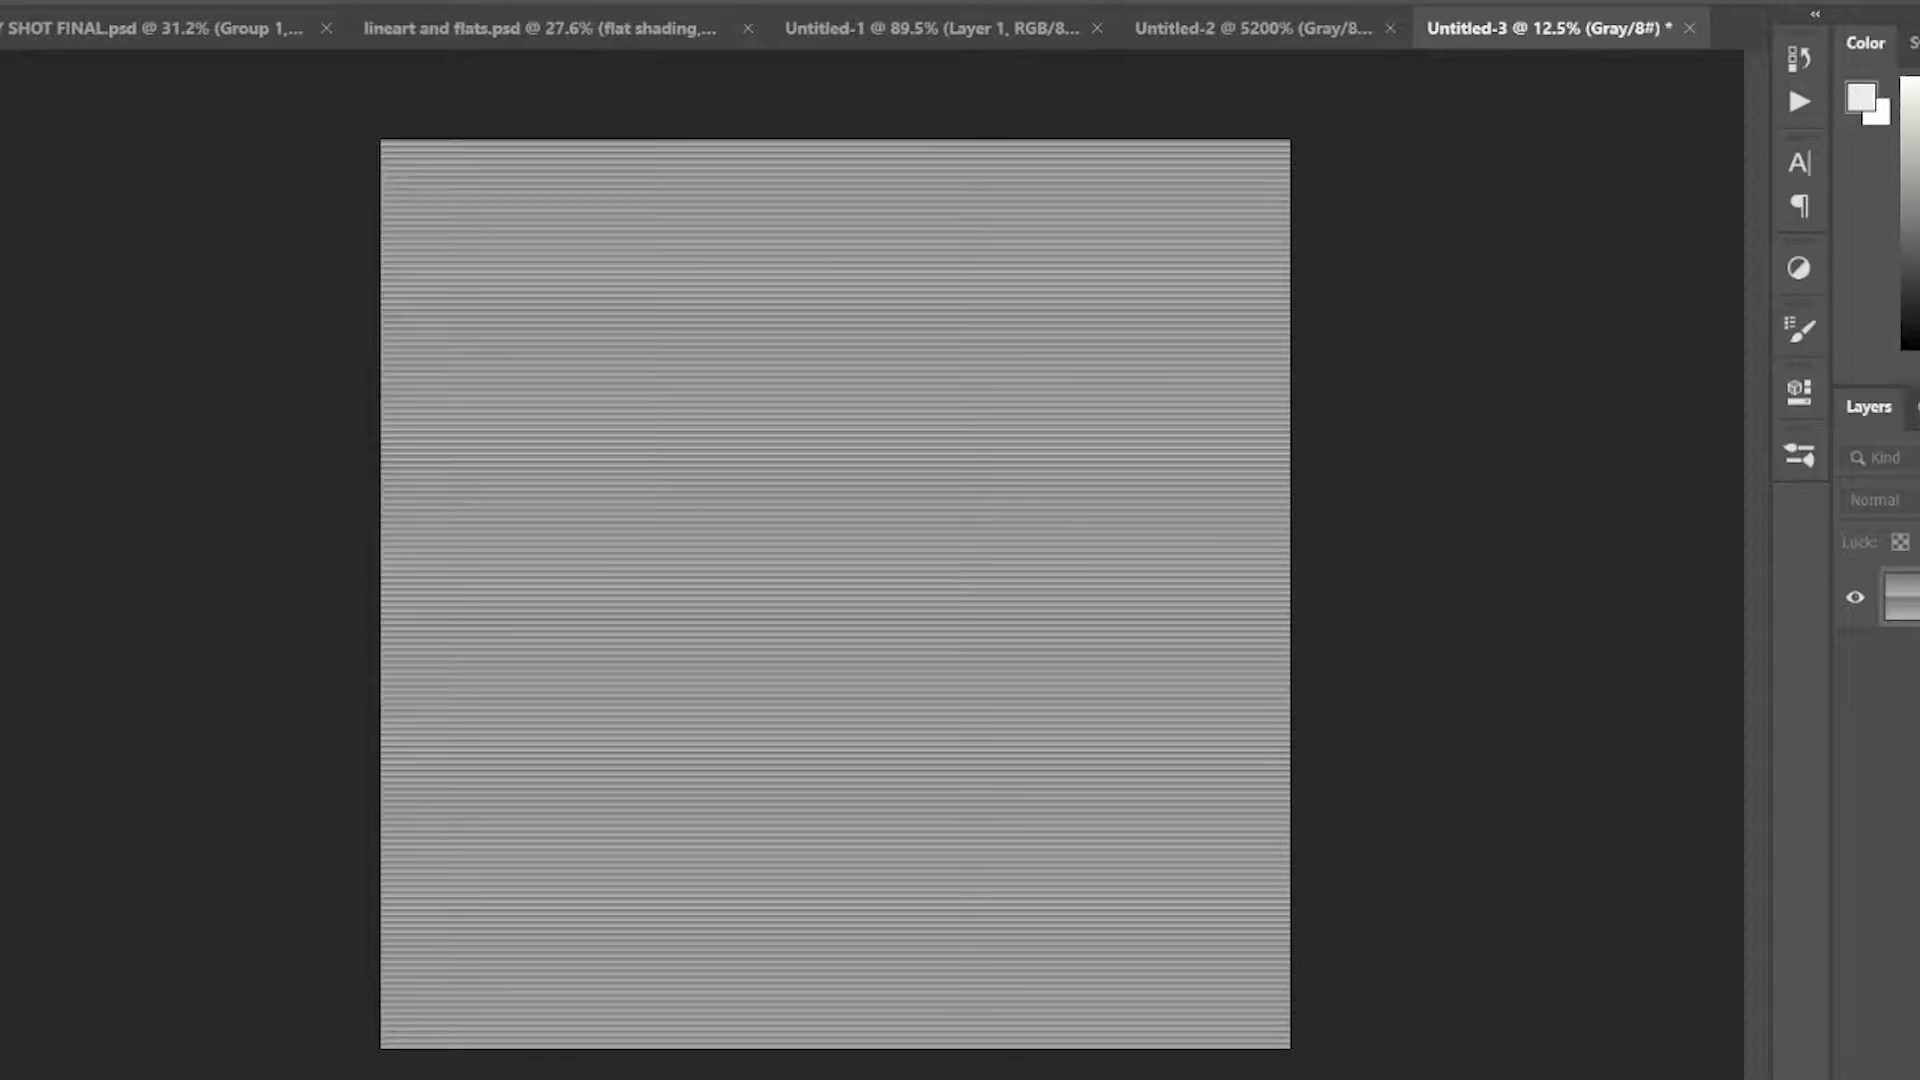 SHOT FINAL.psd @ 31.2% (Group 1,...
lineart and flats.psd @ 27.6% (flat shading,...
Untitled-1 @ 89.5% (Layer 1, RGB/8...
Untitled-2 @ 5200% (Gray/8...
Untitled-3 @ 12.5% (Gray/8#) *
Color
Layers
Kind
Normal
Lock: